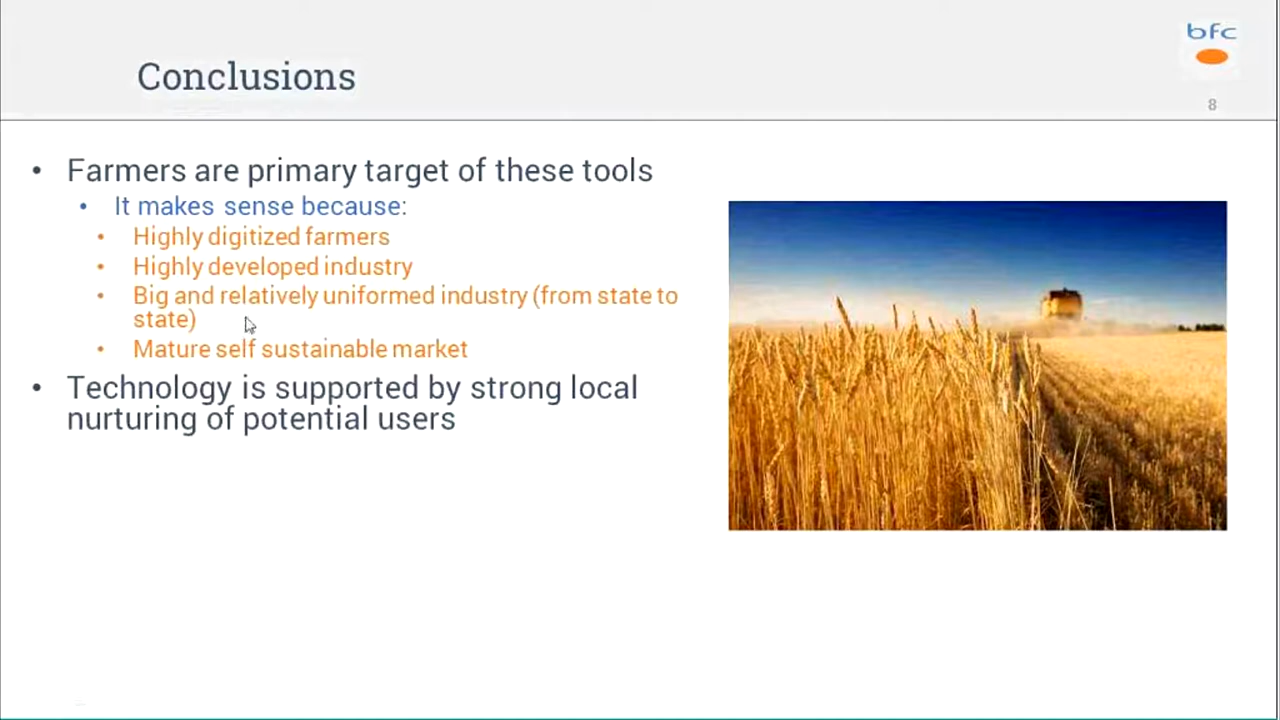 bfc
Conclusions
8
• Farmers are primary target of these tools
• It makes sense because:
• Highly digitized farmers
• Highly developed industry
• Big and relatively uniformed industry (from state to
state)
• Mature self sustainable market
• Technology is supported by strong local
nurturing of potential users